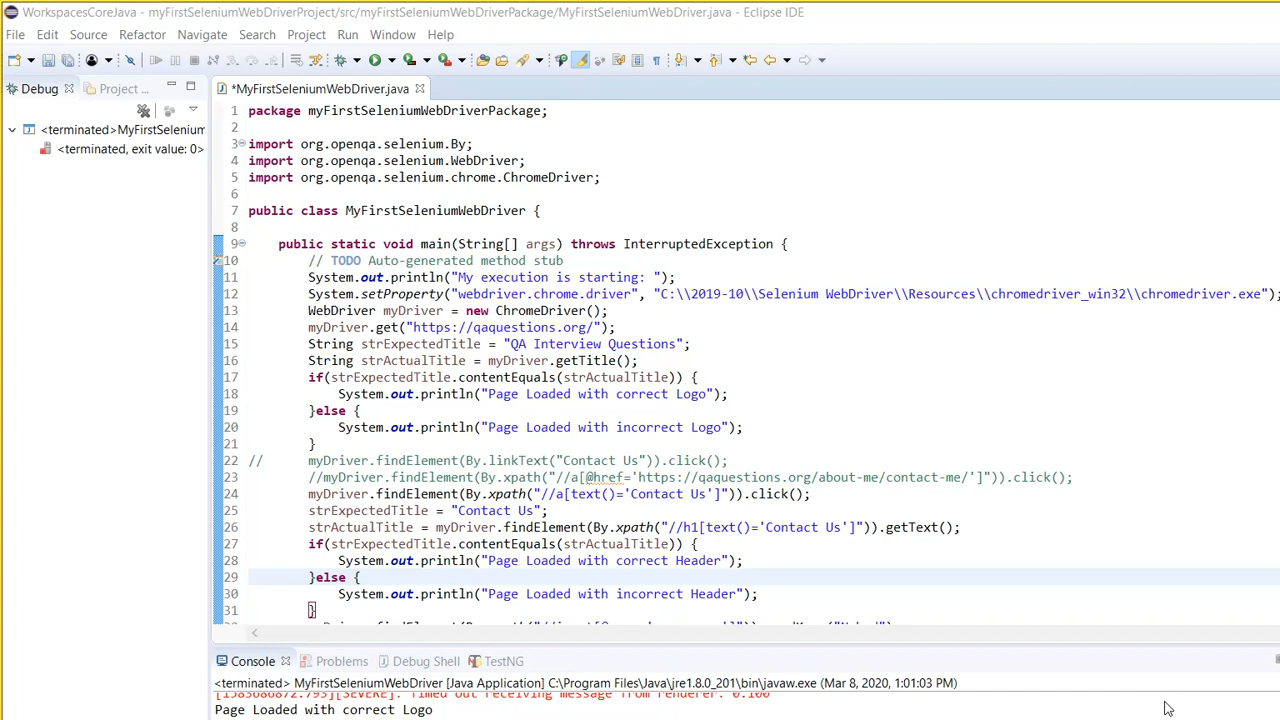 WorkspacesCoreJava - myFirstSeleniumWebDriverProject/src/myFirstSeleniumWebDriverPackage/MyFirstSeleniumWebDriver.java - Eclipse IDE
File Edit Source Refactor Navigate Search Project Run Window Help
Debug Project ... *MyFirstSeleniumWebDriver.java
<terminated>MyFirstSelenium
<terminated, exit value: 0>
1 package myFirstSeleniumWebDriverPackage;
2
3 import org.openqa.selenium.By;
4 import org.openqa.selenium.WebDriver;
5 import org.openqa.selenium.chrome.ChromeDriver;
6
7 public class MyFirstSeleniumWebDriver {
8
9 public static void main(String[] args) throws InterruptedException {
10 // TODO Auto-generated method stub
11 System.out.println("My execution is starting: ");
12 System.setProperty("webdriver.chrome.driver", "C:\\2019-10\\Selenium WebDriver\\Resources\\chromedriver_win32\\chromedriver.exe");
13 WebDriver myDriver = new ChromeDriver();
14 myDriver.get("https://qaquestions.org/");
15 String strExpectedTitle = "QA Interview Questions";
16 String strActualTitle = myDriver.getTitle();
17 if(strExpectedTitle.contentEquals(strActualTitle)) {
18 System.out.println("Page Loaded with correct Logo");
19 }else {
20 System.out.println("Page Loaded with incorrect Logo");
21 }
22 // myDriver.findElement(By.linkText("Contact Us")).click();
23 //myDriver.findElement(By.xpath("//a[@href='https://qaquestions.org/about-me/contact-me/']")).click();
24 myDriver.findElement(By.xpath("//a[text()='Contact Us']")).click();
25 strExpectedTitle = "Contact Us";
26 strActualTitle = myDriver.findElement(By.xpath("//h1[text()='Contact Us']")).getText();
27 if(strExpectedTitle.contentEquals(strActualTitle)) {
28 System.out.println("Page Loaded with correct Header");
29 }else {
30 System.out.println("Page Loaded with incorrect Header");
31 }
Console Problems Debug Shell TestNG
<terminated> MyFirstSeleniumWebDriver [Java Application] C:\Program Files\Java\jre1.8.0_201\bin\javaw.exe (Mar 8, 2020, 1:01:03 PM)
[1583686872.793][SEVERE]: Timed out receiving message from renderer: 0.100
Page Loaded with correct Logo